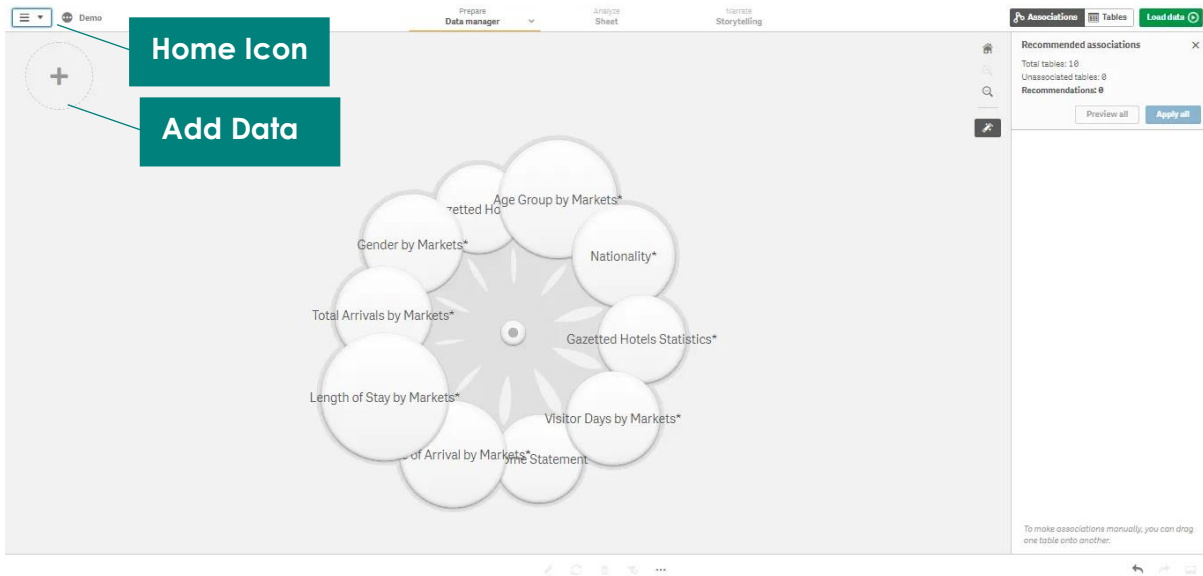 Demo
Prepare
Data manager
Analyze
Sheet
Narrate
Storytelling
Associations
Tables
Load data
Home Icon
Add Data
Recommended associations
Total tables: 10
Unassociated tables: 0
Recommendations: 0
Preview all
Apply all
Age Group by Markets*
zetted Ho
Nationality*
Gender by Markets*
Total Arrivals by Markets*
Gazetted Hotels Statistics*
Length of Stay by Markets*
Visitor Days by Markets*
of Arrival by Markets*
Statement
To make associations manually, you can drag
one table onto another.